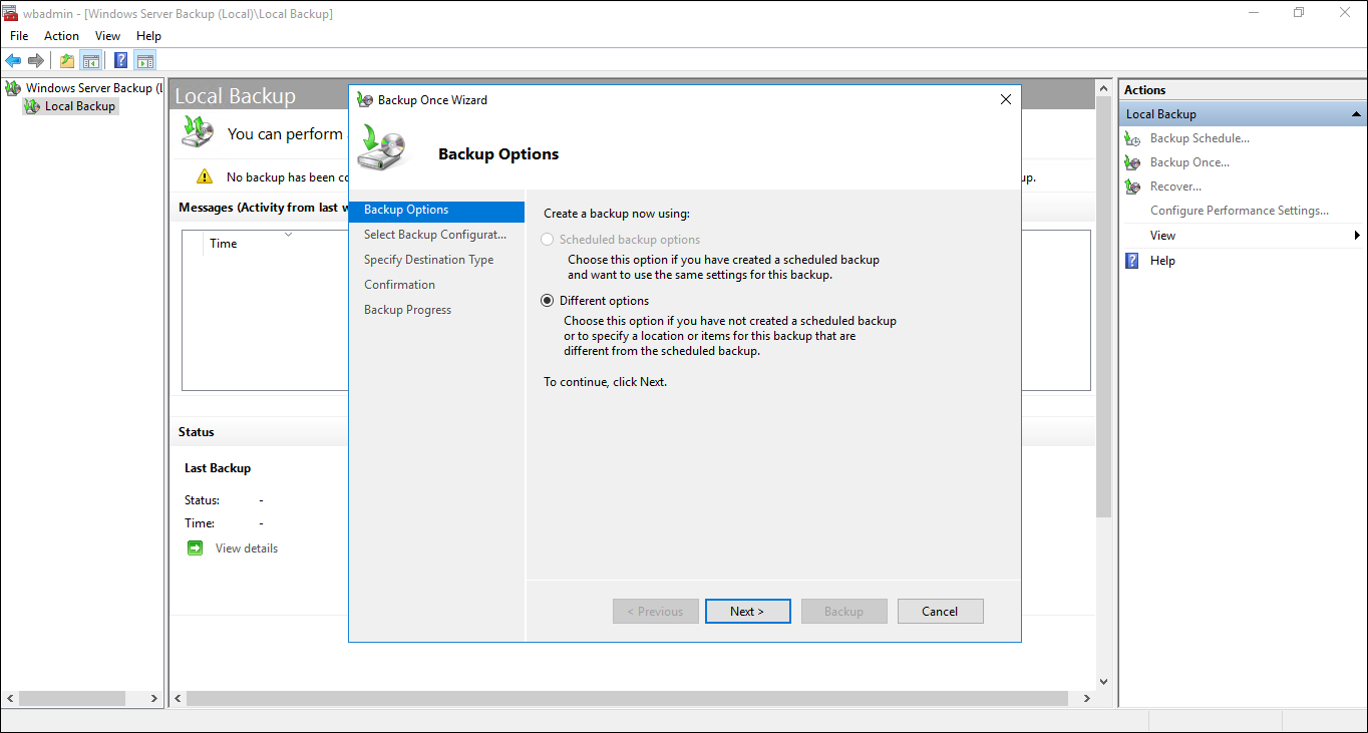 wbadmin - [Windows Server Backup (Local)\Local Backup]
File Action View Help
Windows Server Backup (L
Local Backup
Local Backup
You can perform
No backup has been co
up.
Messages (Activity from last w
Time
Status
Last Backup
Status: -
Time: -
View details
Backup Once Wizard
Backup Options
Backup Options
Select Backup Configurat...
Specify Destination Type
Confirmation
Backup Progress
Create a backup now using:
Scheduled backup options
Choose this option if you have created a scheduled backup
and want to use the same settings for this backup.
Different options
Choose this option if you have not created a scheduled backup
or to specify a location or items for this backup that are
different from the scheduled backup.
To continue, click Next.
< Previous Next > Backup Cancel
Actions
Local Backup
Backup Schedule...
Backup Once...
Recover...
Configure Performance Settings...
View
Help